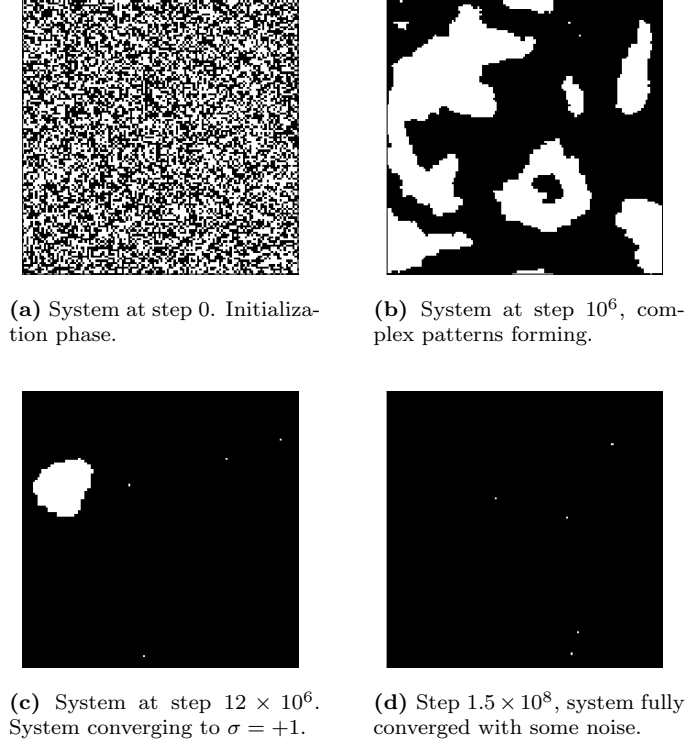 (a) System at step 0. Initializa-
tion phase.
(b) System at step 10⁶, com-
plex patterns forming.
(c) System at step 12 × 10⁶.
System converging to σ = +1.
(d) Step 1.5 × 10⁸, system fully
converged with some noise.